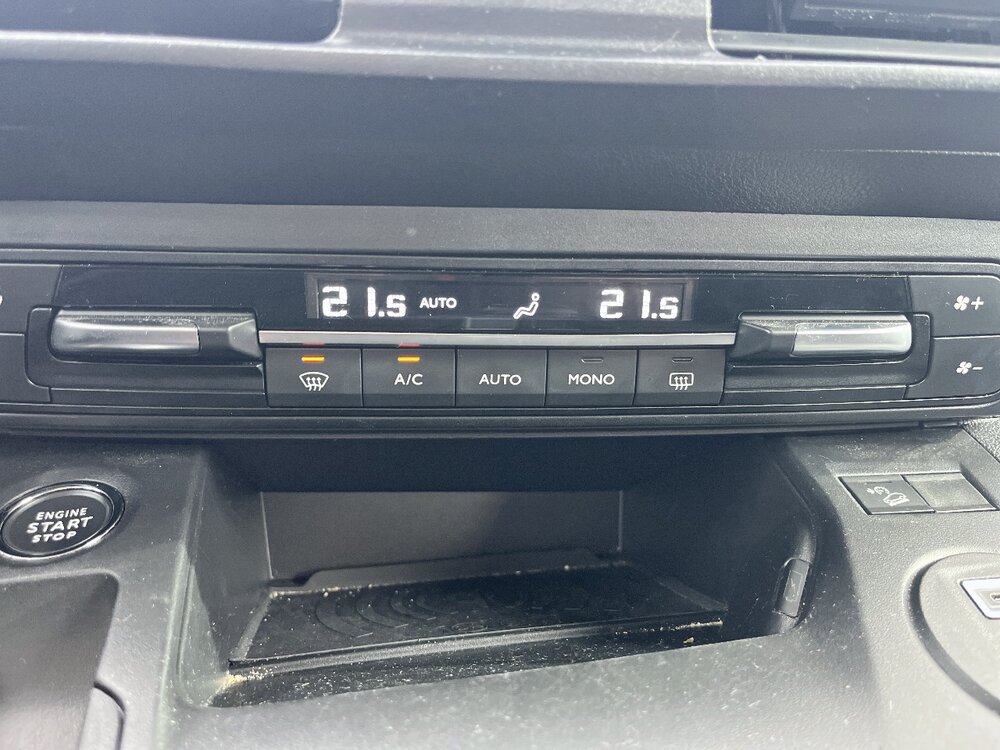 21.5 AUTO 21.5
A/C AUTO MONO
ENGINE
START
STOP